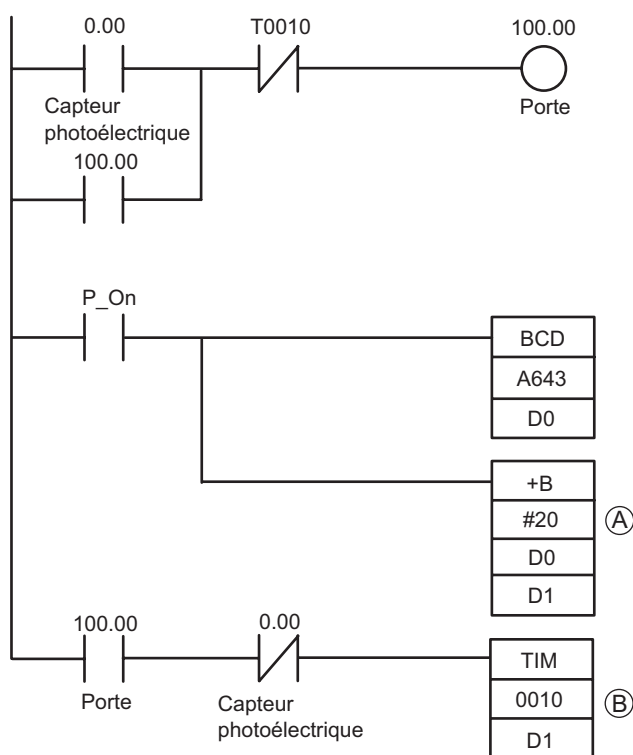 0.00
T0010
100.00
Capteur
photoélectrique
Porte
100.00
P_On
BCD
A643
D0
+B
#20
A
D0
D1
100.00
0.00
Porte
Capteur
photoélectrique
TIM
0010
B
D1